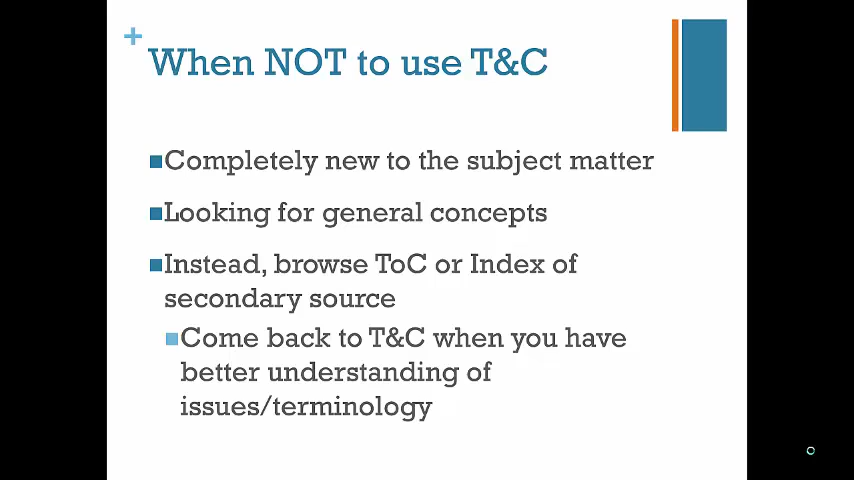 When NOT to use T&C
Completely new to the subject matter
Looking for general concepts
Instead, browse ToC or Index of
secondary source
Come back to T&C when you have
better understanding of
issues/terminology